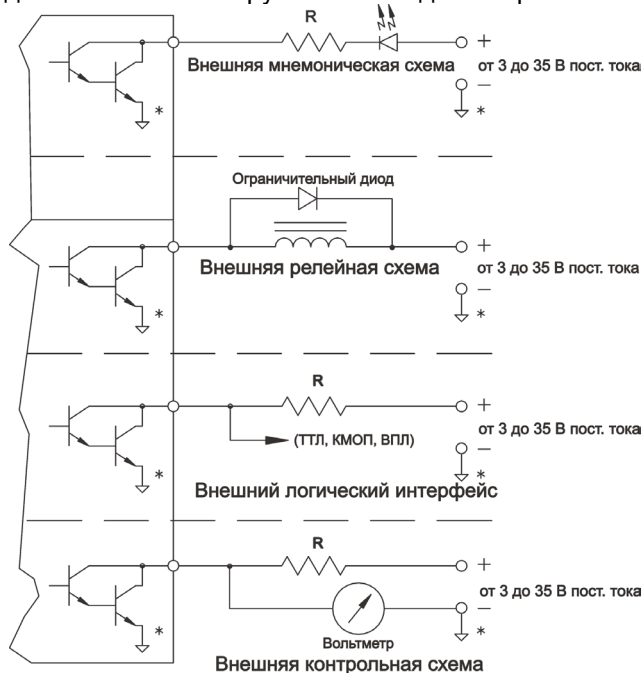 R
+
Внешняя мнемоническая схема
от 3 до 35 В пост. тока
−
*
*
Ограничительный диод
+
Внешняя релейная схема
от 3 до 35 В пост. тока
−
*
*
R
+
(ТТЛ, КМОП, ВПЛ)
от 3 до 35 В пост. тока
−
*
*
Внешний логический интерфейс
R
+
от 3 до 35 В пост. тока
−
*
*
Вольтметр
Внешняя контрольная схема